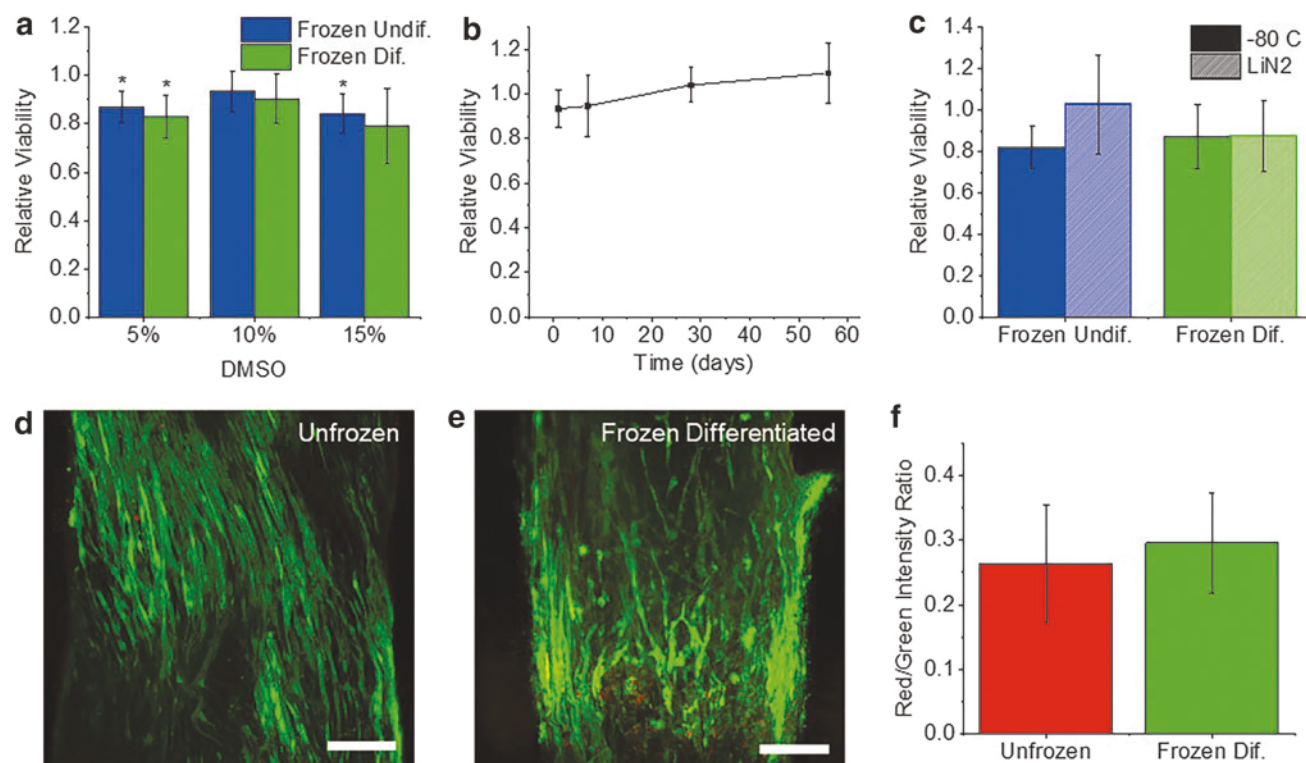 a
Frozen Undif.
Frozen Dif.
Relative Viability
1.2
1.0
0.8
0.6
0.4
0.2
0.0
*
*
*
5%
10%
15%
DMSO
b
Relative Viability
1.2
1.0
0.8
0.6
0.4
0.2
0.0
0
10
20
30
40
50
60
Time (days)
c
-80 C
LiN2
Relative Viability
1.4
1.2
1.0
0.8
0.6
0.4
0.2
0.0
Frozen Undif.
Frozen Dif.
d
Unfrozen
e
Frozen Differentiated
f
Red/Green Intensity Ratio
0.4
0.3
0.2
0.1
0.0
Unfrozen
Frozen Dif.